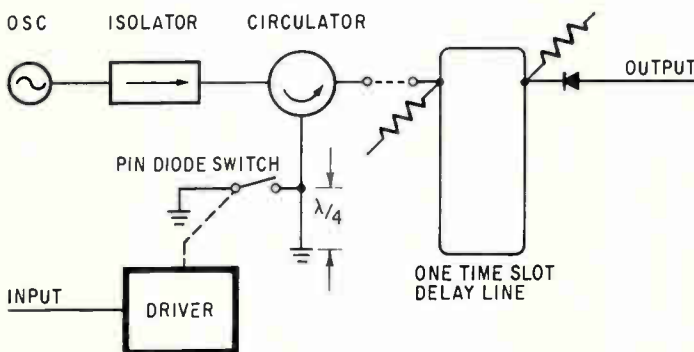 OSC ISOLATOR CIRCULATOR
OUTPUT
PIN DIODE SWITCH
λ/4
ONE TIME SLOT
DELAY LINE
INPUT
DRIVER